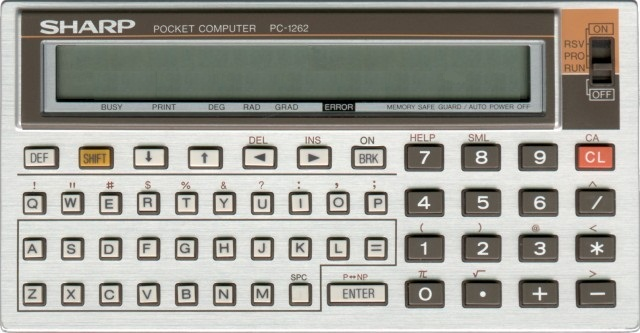 SHARP POCKET COMPUTER PC-1262
ON
RSV
PRO
RUN
OFF
BUSY PRINT DEG RAD GRAD ERROR MEMORY SAFE GUARD / AUTO POWER OFF
DEL INS ON HELP SML CA
DEF SHIFT ↓ ↑ ◄ ► BRK 7 8 9 CL
! " # $ % & ? : , ; ^
Q W E R T Y U I O P 4 5 6 /
( ) @ <
A S D F G H J K L = 1 2 3 *
SPC P↔NP π √ >
Z X C V B N M ENTER 0 • + −